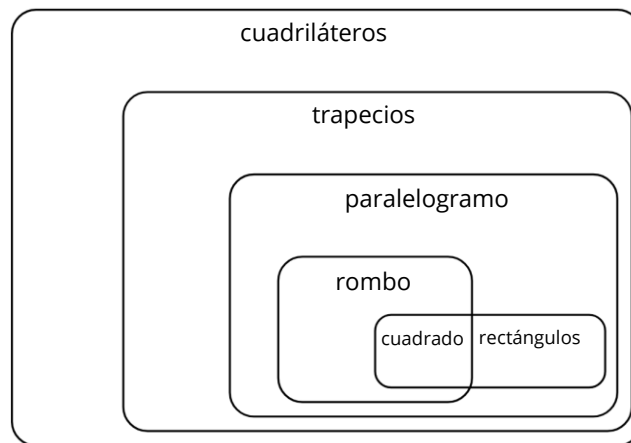 cuadriláteros
trapecios
paralelogramo
rombo
cuadrado rectángulos